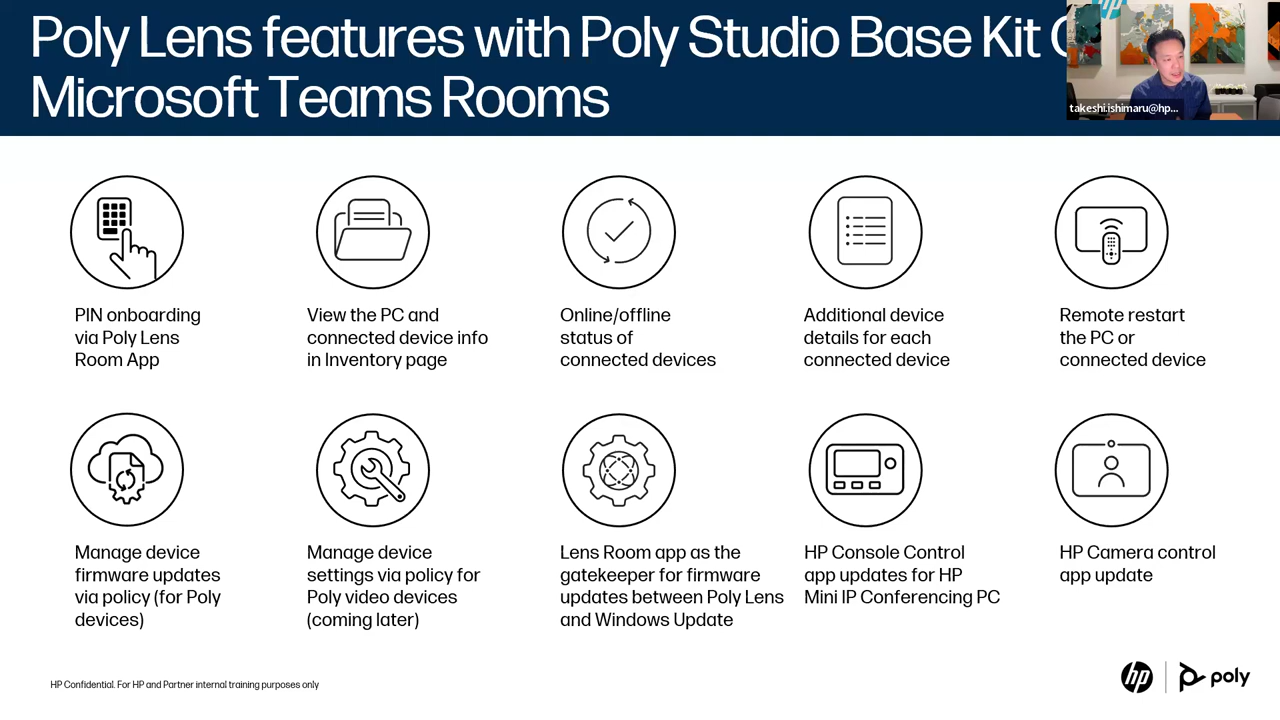 Poly Lens features with Poly Studio Base Kit
Microsoft Teams Rooms
hp
takeshi.ishimaru@hp...
PIN onboarding
via Poly Lens
Room App
View the PC and
connected device info
in Inventory page
Online/offline
status of
connected devices
Additional device
details for each
connected device
Remote restart
the PC or
connected device
Manage device
firmware updates
via policy (for Poly
devices)
Manage device
settings via policy for
Poly video devices
(coming later)
Lens Room app as the
gatekeeper for firmware
updates between Poly Lens
and Windows Update
HP Console Control
app updates for HP
Mini IP Conferencing PC
HP Camera control
app update
HP Confidential. For HP and Partner internal training purposes only
hp
poly